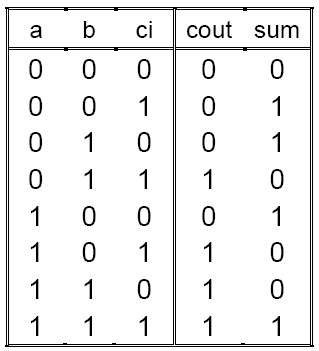 a b ci cout sum
0 0 0 0 0
0 0 1 0 1
0 1 0 0 1
0 1 1 1 0
1 0 0 0 1
1 0 1 1 0
1 1 0 1 0
1 1 1 1 1